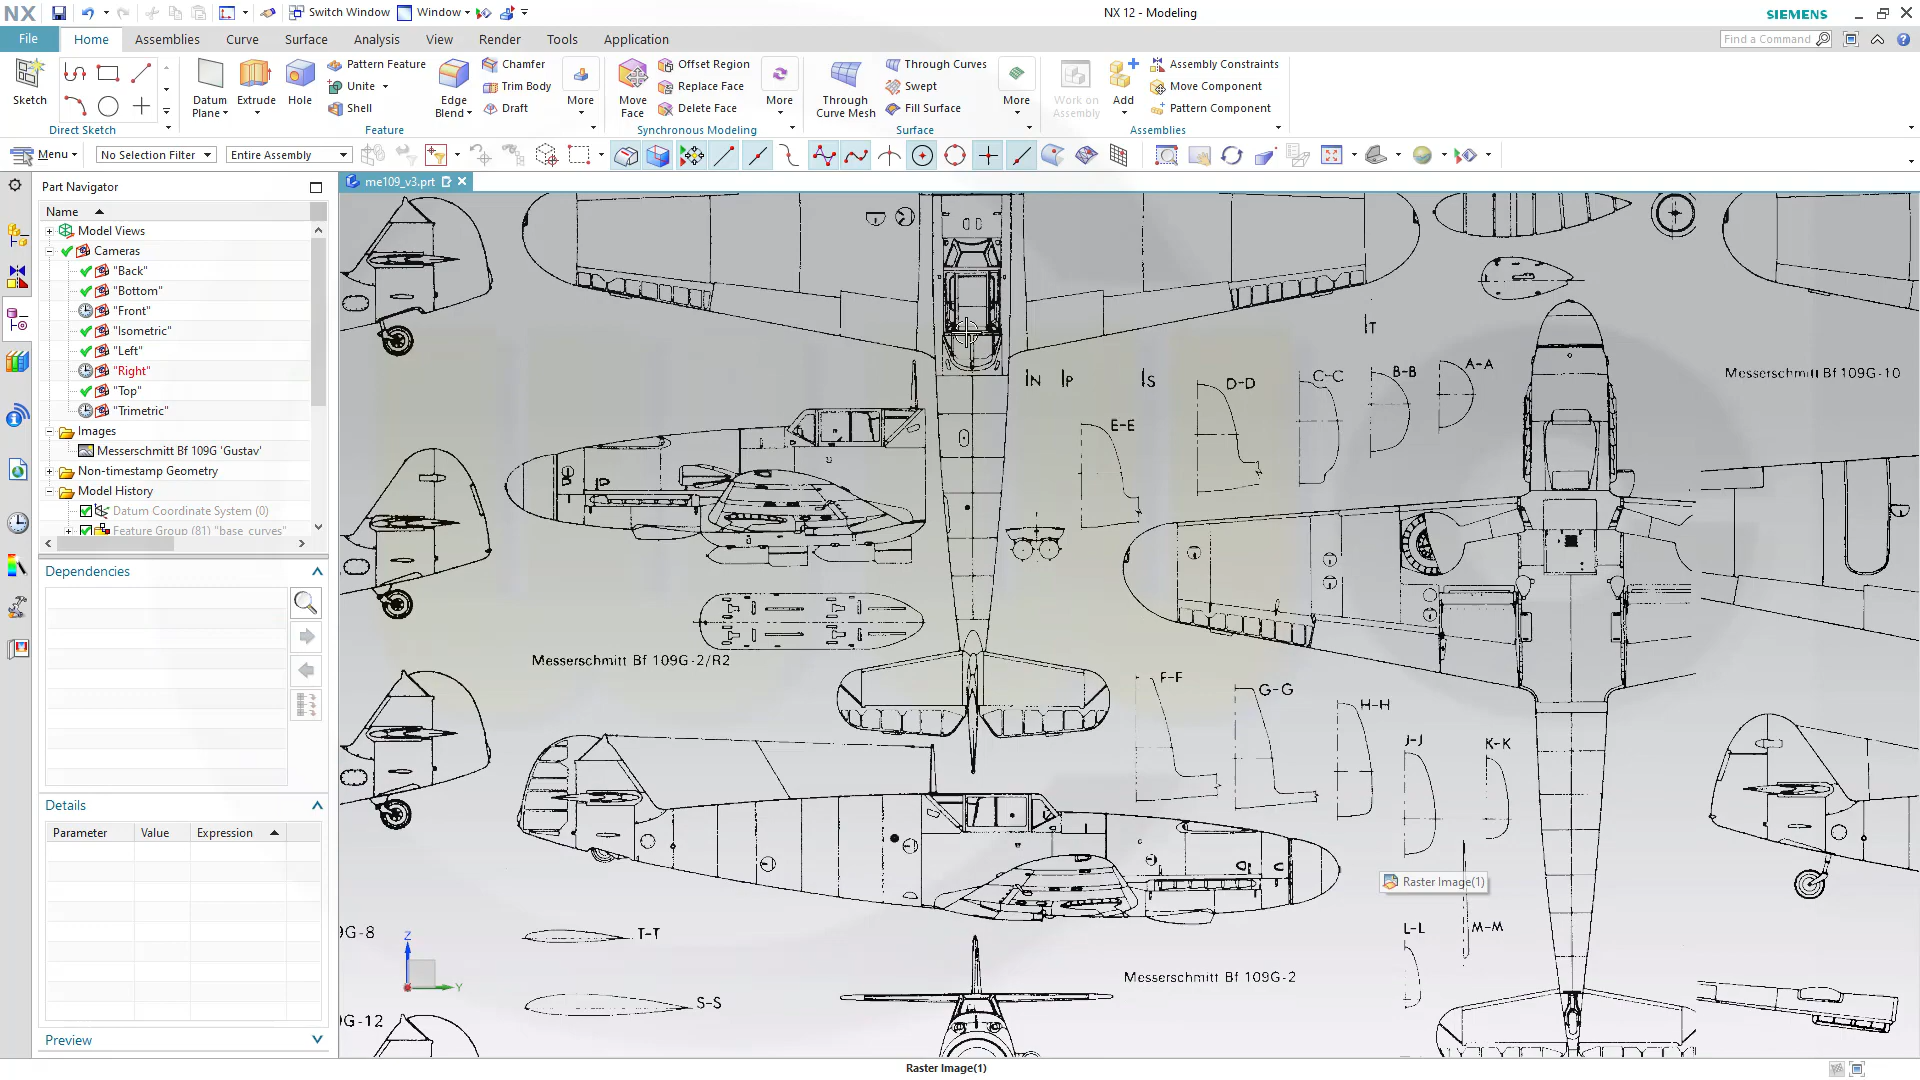 NX
Switch Window
Window
NX 12 - Modeling
SIEMENS
File
Home
Assemblies
Curve
Surface
Analysis
View
Render
Tools
Application
Find a Command
Sketch
Direct Sketch
Datum
Plane
Extrude
Hole
Pattern Feature
Unite
Shell
Edge
Blend
Chamfer
Trim Body
Draft
More
Feature
Move
Face
Offset Region
Replace Face
Delete Face
More
Synchronous Modeling
Through
Curve Mesh
Through Curves
Swept
Fill Surface
More
Surface
Work on
Assembly
Add
Assembly Constraints
Move Component
Pattern Component
Assemblies
Menu
No Selection Filter
Entire Assembly
Part Navigator
me109_v3.prt
Name
Model Views
Cameras
"Back"
"Bottom"
"Front"
"Isometric"
"Left"
"Right"
"Top"
"Trimetric"
Images
Messerschmitt Bf 109G 'Gustav'
Non-timestamp Geometry
Model History
Datum Coordinate System (0)
Feature Group (81) "base_curves"
Dependencies
Details
Parameter
Value
Expression
Preview
T
N
P
S
D-D
C-C
B-B
A-A
E-E
Messerschmitt Bf 109G-10
Messerschmitt Bf 109G-2/R2
F-F
G-G
H-H
J-J
K-K
Raster Image(1)
L-L
M-M
9G-8
T-T
Z
Y
Messerschmitt Bf 109G-2
S-S
9G-12
Raster Image(1)